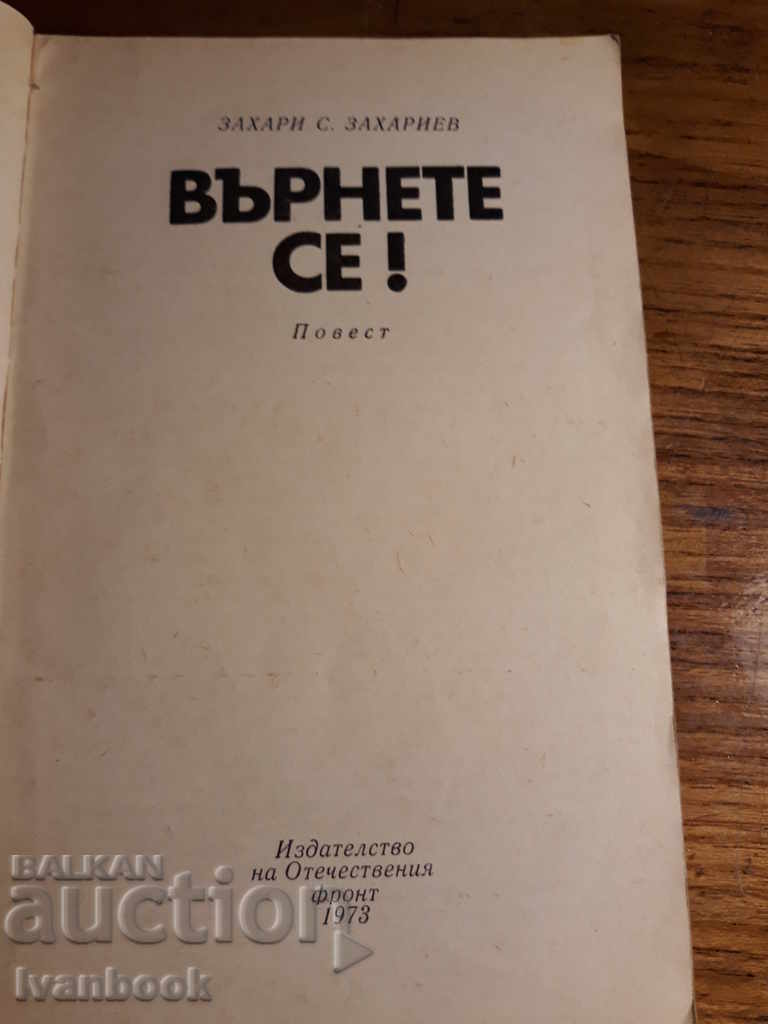 ЗАХАРИ С. ЗАХАРИЕВ
ВЪРНЕТЕ
СЕ!
Повест
Издателство
на Отечествения
фронт
1973
BALKAN
auction
Ivanbook